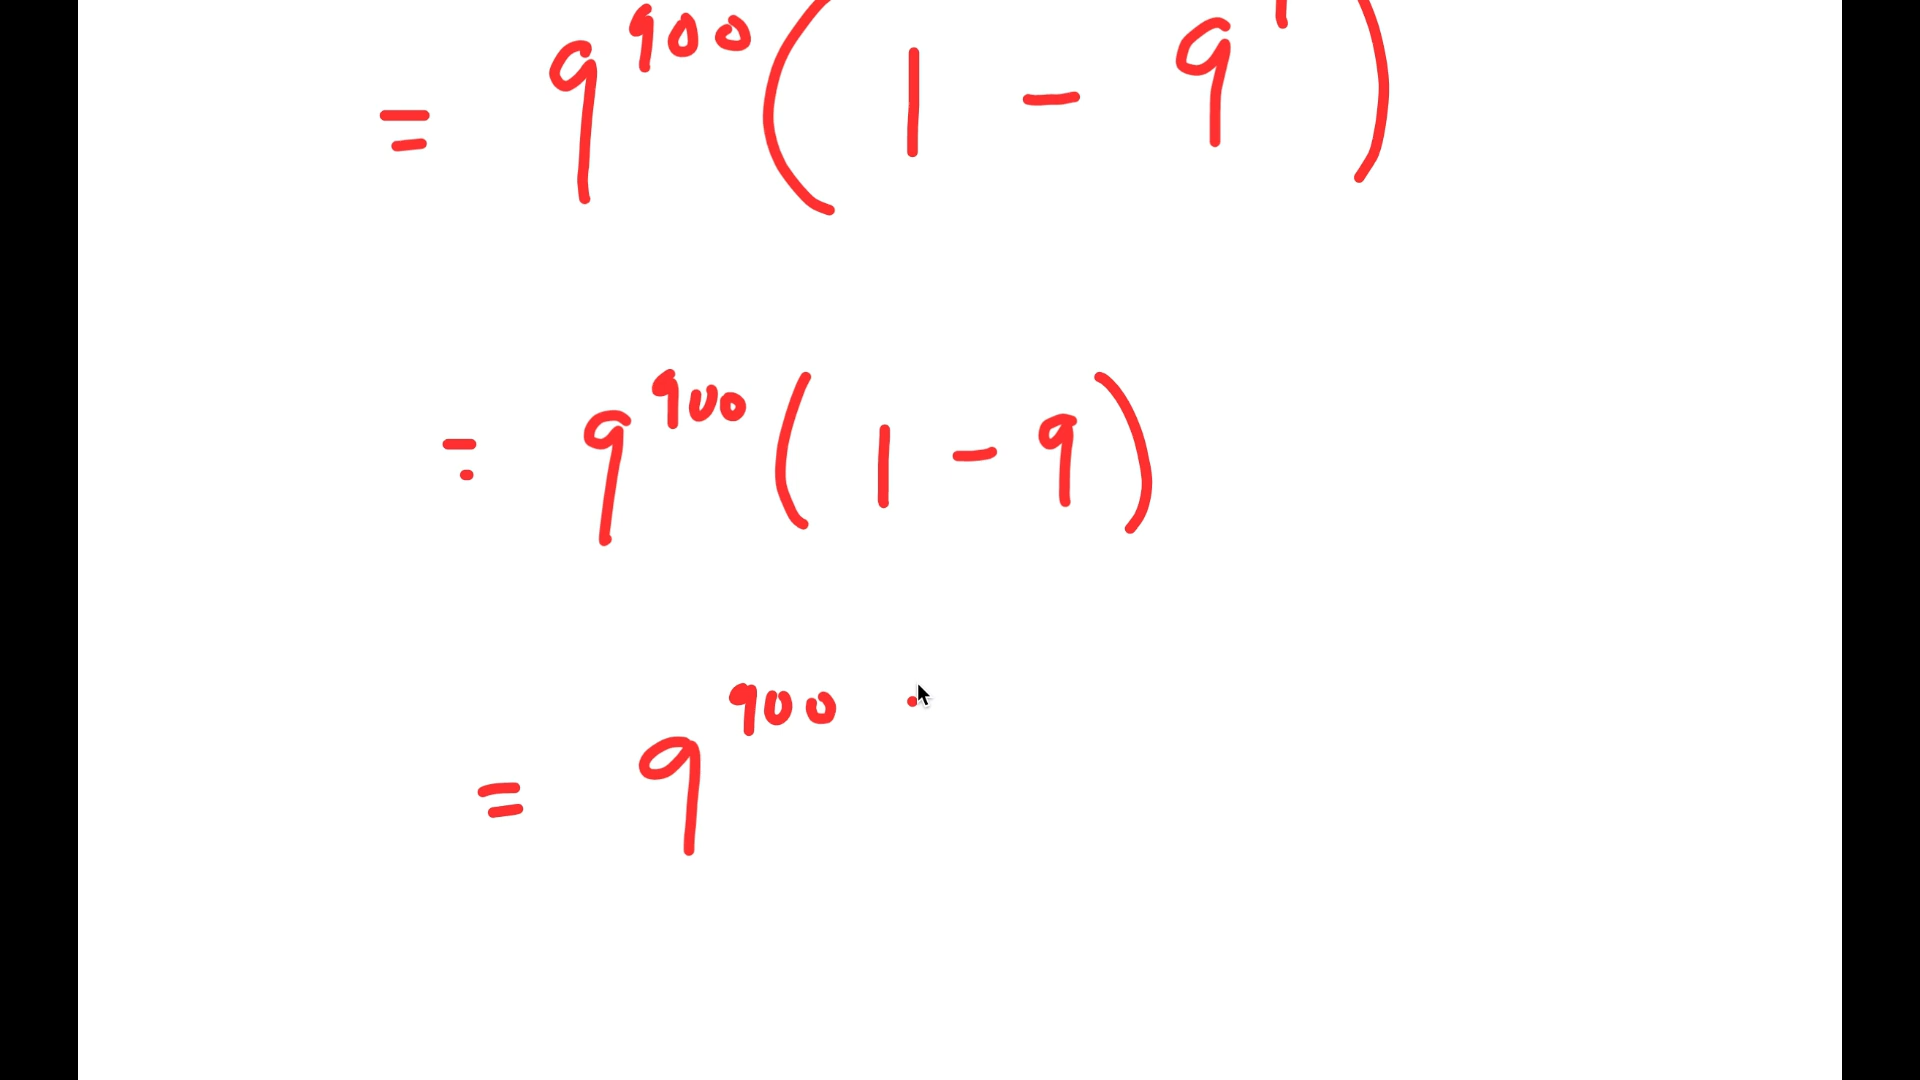 = 9^900 (1 - 9^1)
= 9^900 (1 - 9)
= 9^900 .